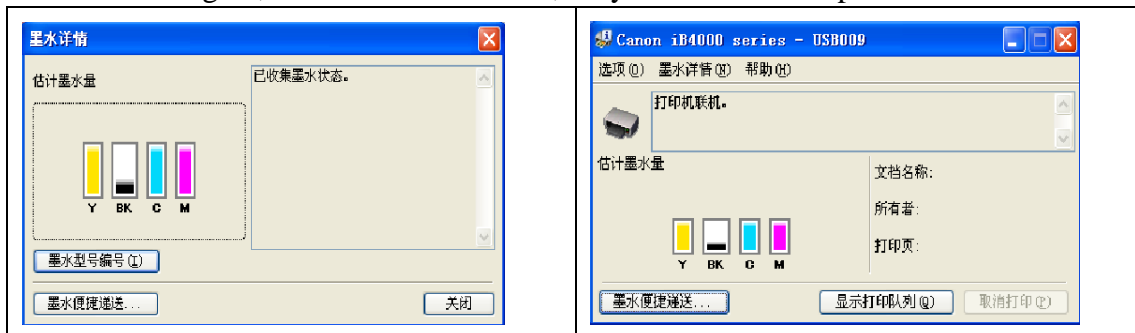 墨水详情
估计墨水量
已收集墨水状态。
Y BK C M
墨水型号编号(I)
墨水便捷递送...
关闭
Canon iB4000 series - USB009
选项(O) 墨水详情(N) 帮助(H)
打印机联机。
估计墨水量
文档名称:
所有者:
打印页:
Y BK C M
墨水便捷递送...
显示打印队列(Q)
取消打印(P)